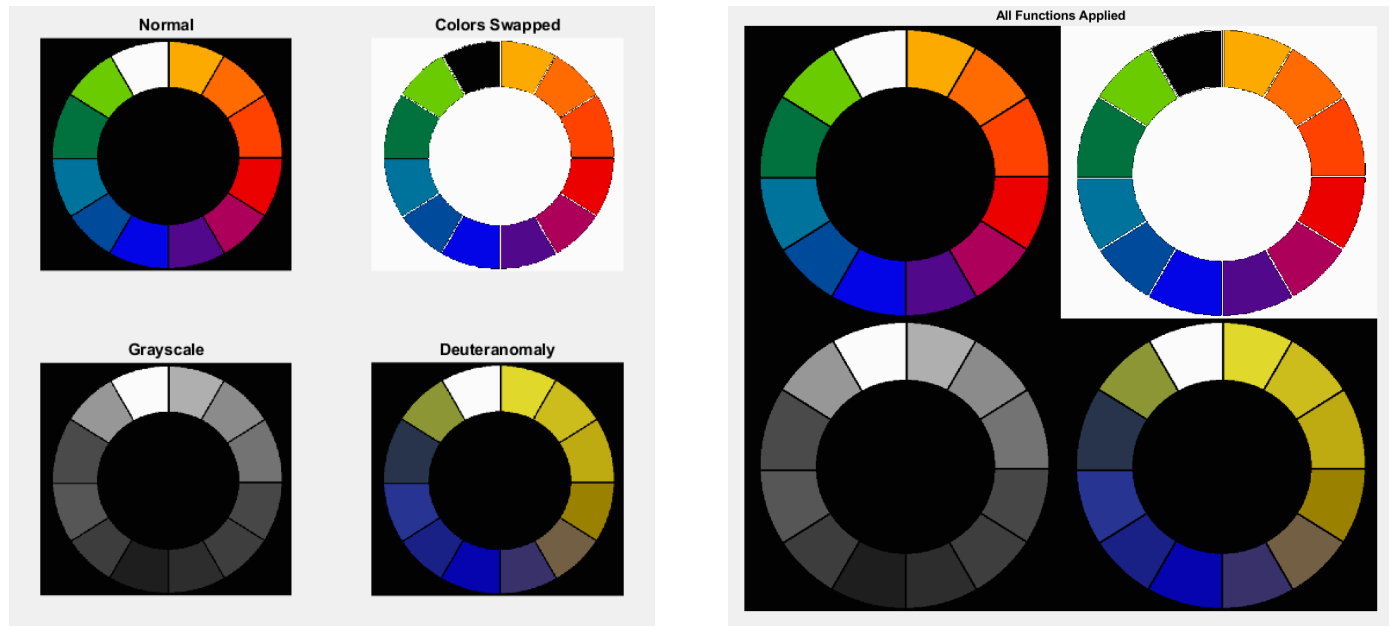 Normal
Colors Swapped
Grayscale
Deuteranomaly
All Functions Applied